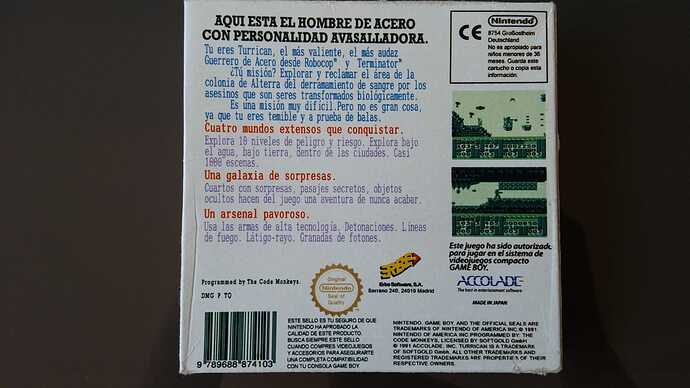 AQUI ESTA EL HOMBRE DE ACERO
CON PERSONALIDAD AVASALLADORA.
Tu eres Turrican, el más valiente, el más audaz
Guerrero de Acero desde Robocop® y Terminator®
¿Tú misión? Explorar y reclamar el área de la
colonia de Alterra del derramamiento de sangre por los
asesinos que son seres transformados biológicamente.
Es una misión muy difícil.Pero no es gran cosa,
ya que tu eres temible y a prueba de balas.
Cuatro mundos extensos que conquistar.
Explora 18 niveles de peligro y riesgo. Explora bajo
el agua, bajo tierra, dentro de las ciudades. Casi
1000 escenas.
Una galaxia de sorpresas.
Cuartos con sorpresas, pasajes secretos, objetos
ocultos hacen del juego una aventura de nunca acabar.
Un arsenal pavoroso.
Usa las armas de alta tecnología. Detonaciones. Líneas
de fuego. Látigo-rayo. Granadas de fotones.
Programmed by The Code Monkeys.
DMG P TQ
Original
Nintendo
Seal of
Quality
ERBE
Erbe Software, S.A.
Serrano 240, 24016 Madrid
CE
Nintendo
8754 Großostheim
Deutschland
No es apropiado para
niños menores de 36
meses. Guarda este
cartucho o copia esta
información.
Este juego ha sido autorizado
para jugar en el sistema de
videojuegos compacto
GAME BOY.
ACCOLADE
The best in entertainment software
MADE IN JAPAN
9 789688 874103
ESTE SELLO ES TU SEGURO DE QUE
NINTENDO HA APROBADO LA
CALIDAD DE ESTE PRODUCTO.
BUSCA SIEMPRE ESTE SELLO
CUANDO COMPRES VIDEOJUEGOS
Y ACCESORIOS PARA ASEGURARTE
UNA COMPLETA COMPATIBILIDAD
CON TU CONSOLA GAME BOY
NINTENDO, GAME BOY, AND THE OFFICIAL SEALS ARE
TRADEMARKS OF NINTENDO OF AMERICA INC.© 1991
NINTENDO OF AMERICA INC. PROGRAMMED BY: THE
CODE MONKEYS, LICENSED BY SOFTGOLD GmbH
© 1991 ACCOLADE, INC. TURRICAN IS A TRADEMARK
OF SOFTGOLD GmbH, ALL OTHER TRADEMARKS AND
REGISTERED TRADEMARKS ARE PROPERTIES OF THEIR
RESPECTIVE OWNERS.